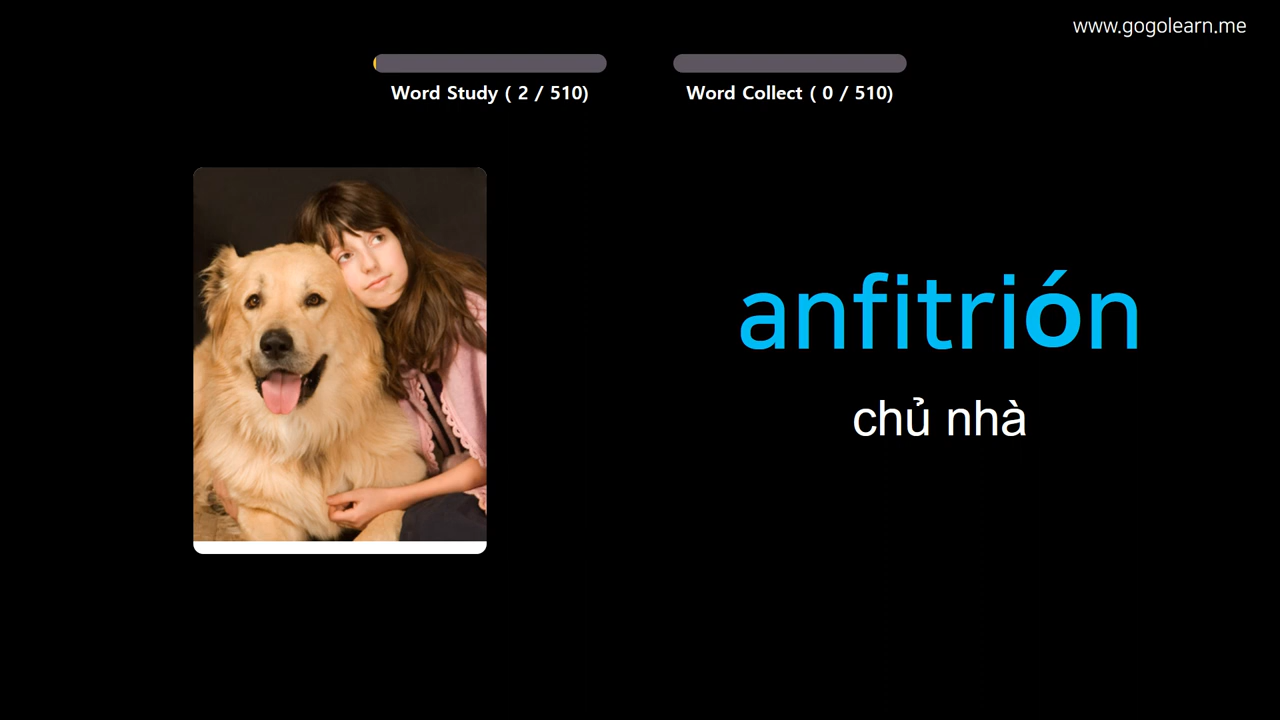 www.gogolearn.me
Word Study ( 2 / 510)
Word Collect ( 0 / 510)
anfitrión
chủ nhà